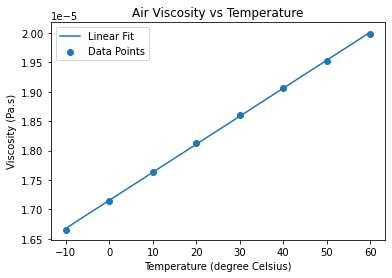 Air Viscosity vs Temperature
1e−5
Linear Fit
Data Points
2.00
1.95
1.90
1.85
1.80
1.75
1.70
1.65
Viscosity (Pa.s)
−10 0 10 20 30 40 50 60
Temperature (degree Celsius)